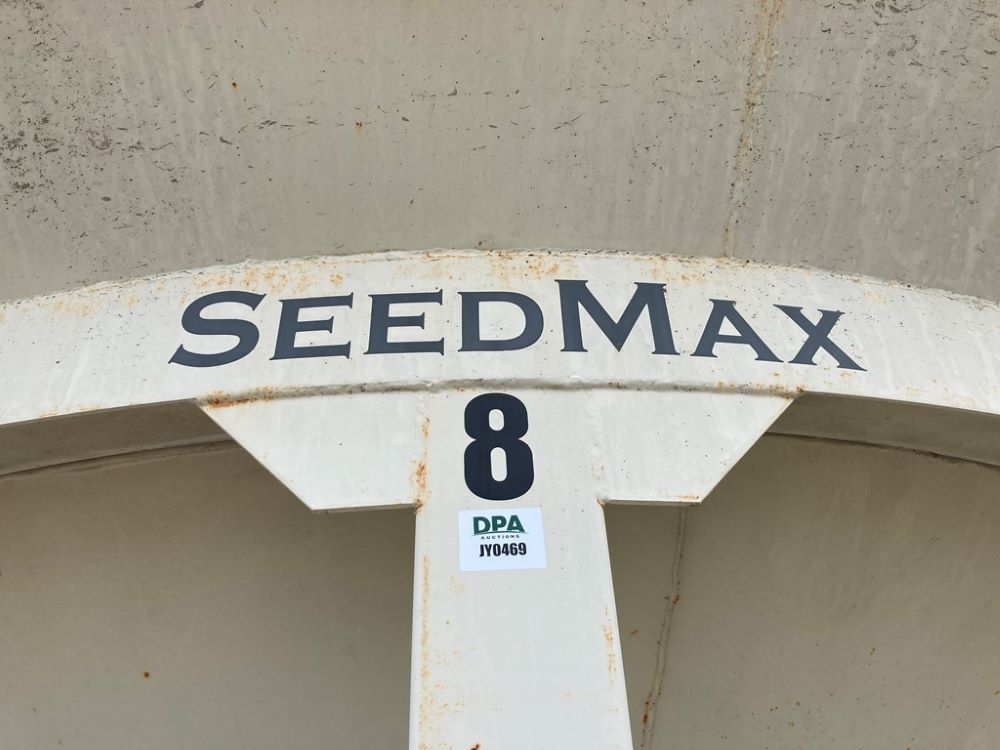 SEEDMAX
8
DPA
AUCTIONS
JY0469